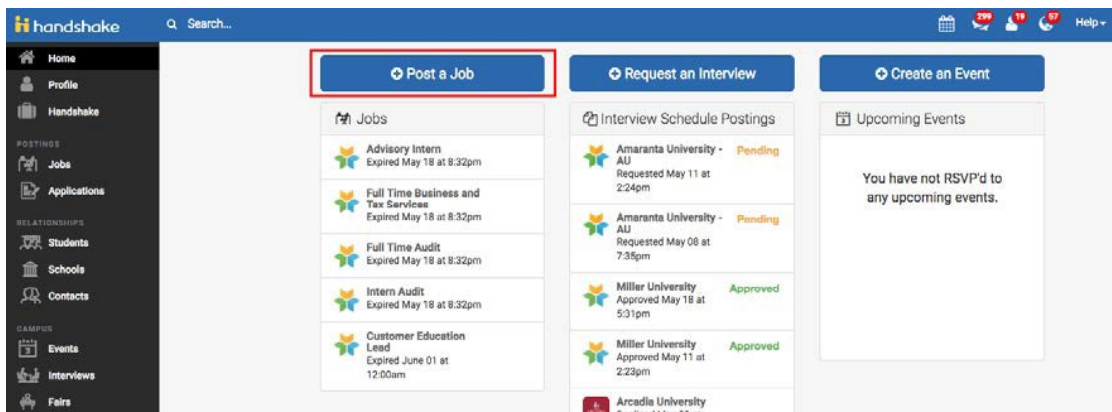 handshake
Search...
299
19
57
Help
Home
Profile
Handshake
POSTINGS
Jobs
Applications
RELATIONSHIPS
Students
Schools
Contacts
CAMPUS
Events
Interviews
Fairs
Post a Job
Jobs
Advisory Intern
Expired May 18 at 8:32pm
Full Time Business and
Tax Services
Expired May 18 at 8:32pm
Full Time Audit
Expired May 18 at 8:32pm
Intern Audit
Expired May 18 at 8:32pm
Customer Education
Lead
Expired June 01 at
12:00am
Request an Interview
Interview Schedule Postings
Amaranta University - Pending
AU
Requested May 11 at
2:24pm
Amaranta University - Pending
AU
Requested May 08 at
7:35pm
Miller University Approved
Approved May 18 at
5:31pm
Miller University Approved
Approved May 11 at
2:23pm
Arcadia University
Create an Event
Upcoming Events
You have not RSVP'd to
any upcoming events.